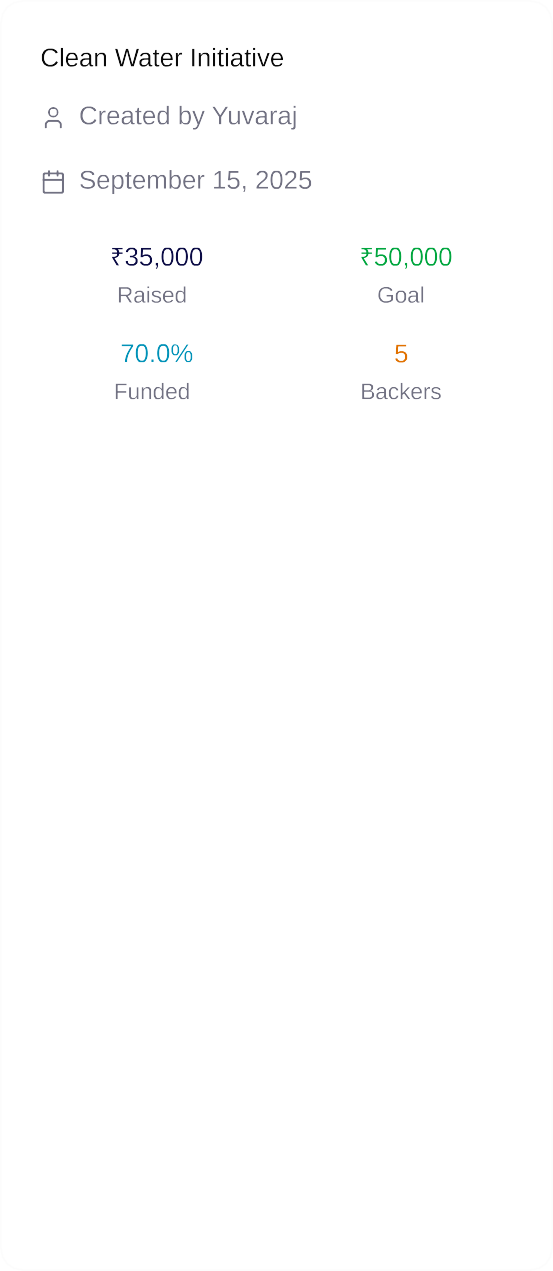 Clean Water Initiative
Created by Yuvaraj
September 15, 2025
₹35,000
₹50,000
Raised
Goal
70.0%
5
Funded
Backers